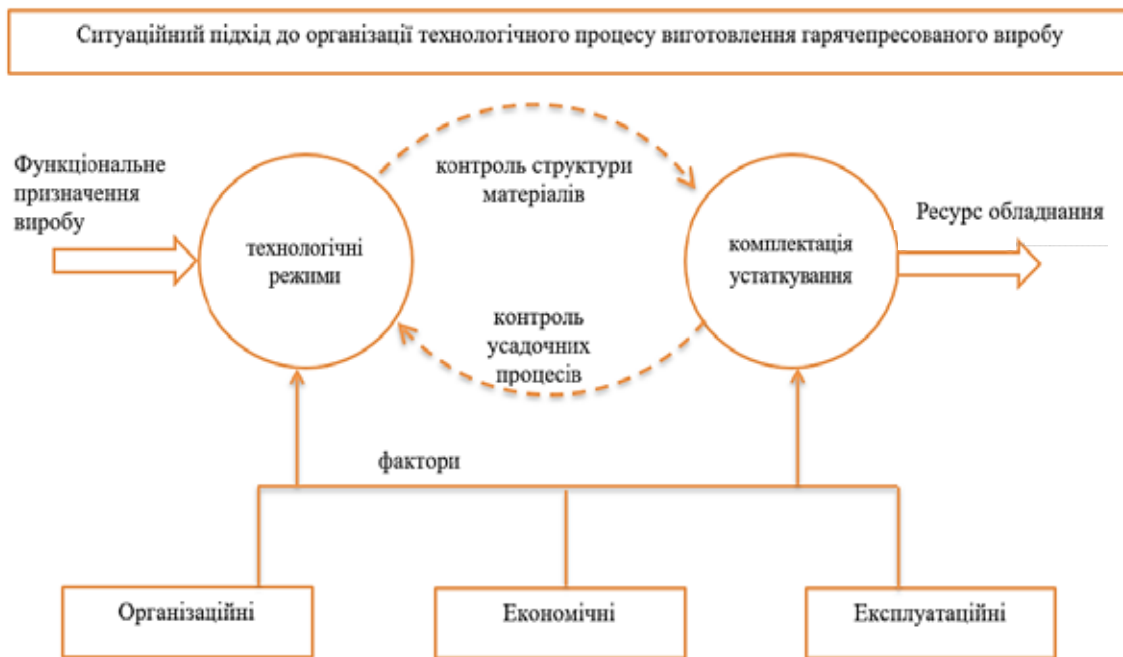 Ситуаційний підхід до організації технологічного процесу виготовлення гарячепресованого виробу
Функціональне
призначення
виробу
контроль структури
матеріалів
Ресурс обладнання
технологічні
режими
комплектація
устаткування
контроль
усадочних
процесів
фактори
Організаційні
Економічні
Експлуатаційні